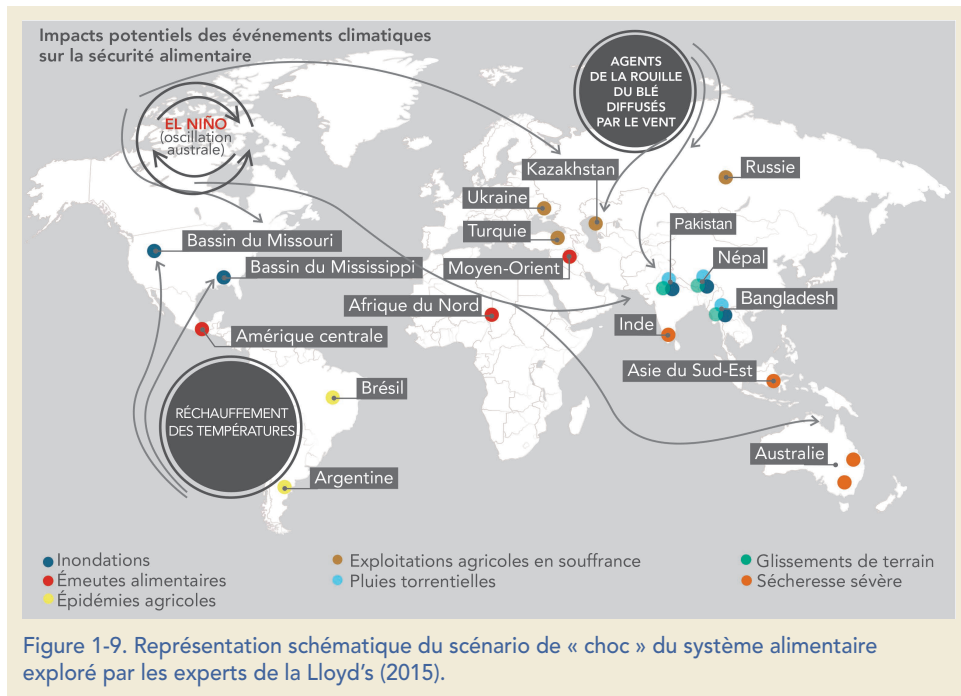 Impacts potentiels des événements climatiques
sur la sécurité alimentaire
EL NIÑO
(oscillation
australe)
AGENTS
DE LA ROUILLE
DU BLÉ
DIFFUSÉS
PAR LE VENT
Kazakhstan
Russie
Ukraine
Pakistan
Turquie
Népal
Bassin du Missouri
Bassin du Mississippi
Moyen-Orient
Bangladesh
Afrique du Nord
Inde
Amérique centrale
Asie du Sud-Est
Brésil
RÉCHAUFFEMENT
DES TEMPÉRATURES
Australie
Argentine
Inondations
Émeutes alimentaires
Épidémies agricoles
Exploitations agricoles en souffrance
Pluies torrentielles
Glissements de terrain
Sécheresse sévère
Figure 1-9. Représentation schématique du scénario de « choc » du système alimentaire
exploré par les experts de la Lloyd’s (2015).